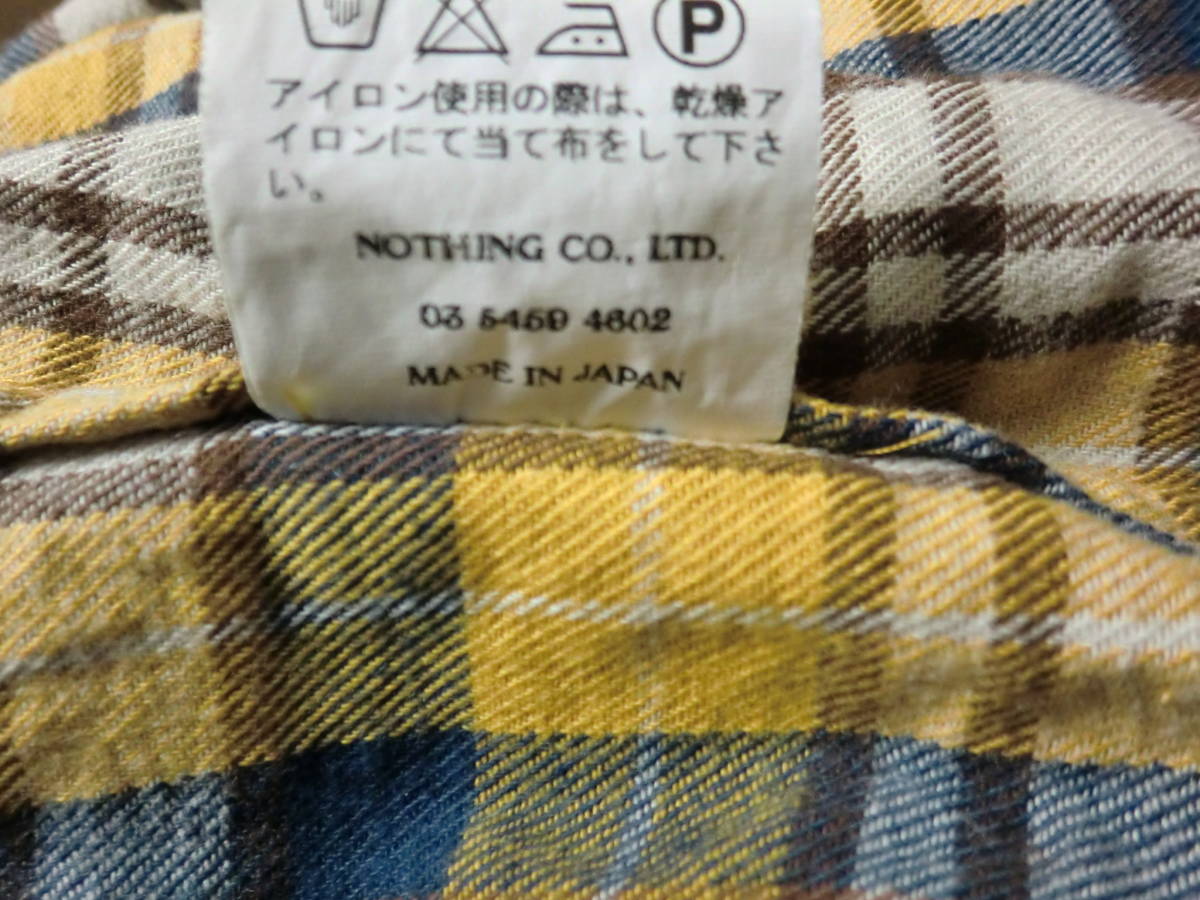 P
アイロン使用の際は、乾燥ア
イロンにて当て布をして下さ
い。
NOTHING CO., LTD.
03 5459 4602
MADE IN JAPAN